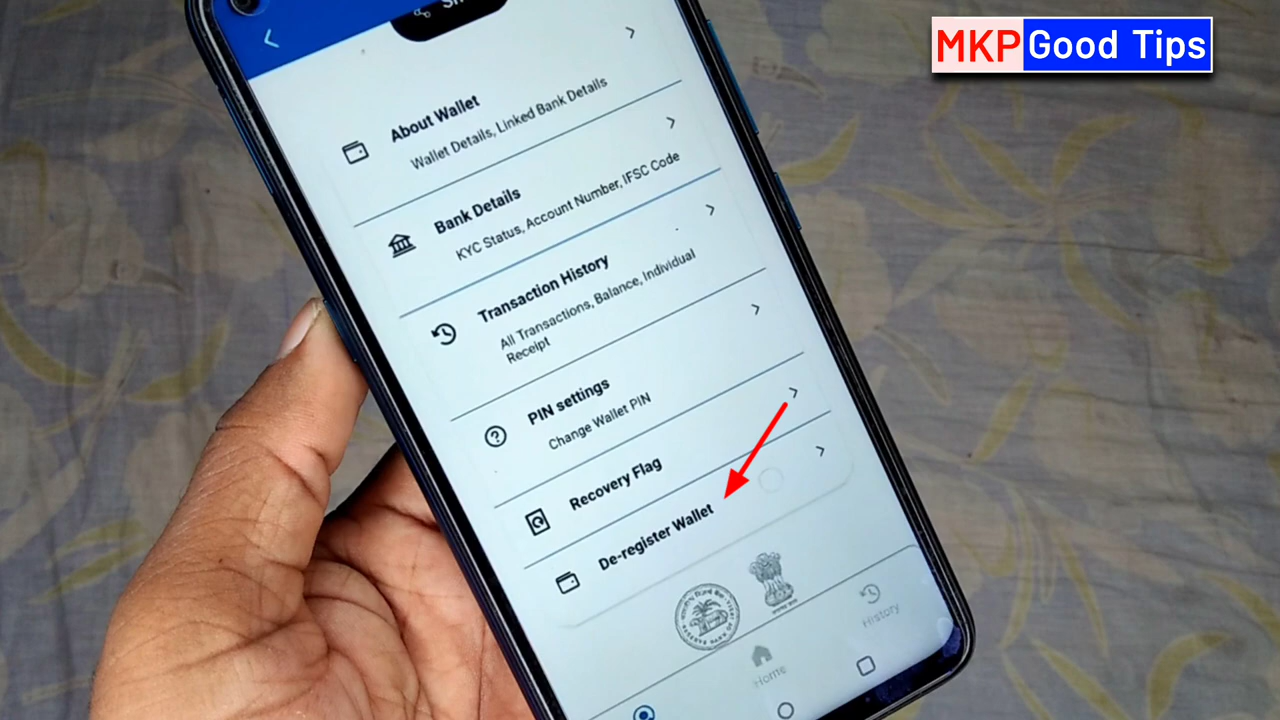 MKP Good Tips
About Wallet
Wallet Details, Linked Bank Details
Bank Details
KYC Status, Account Number, IFSC Code
Transaction History
All Transactions, Balance, Individual
Receipt
PIN settings
Change Wallet PIN
Recovery Flag
De-register Wallet
History
Home